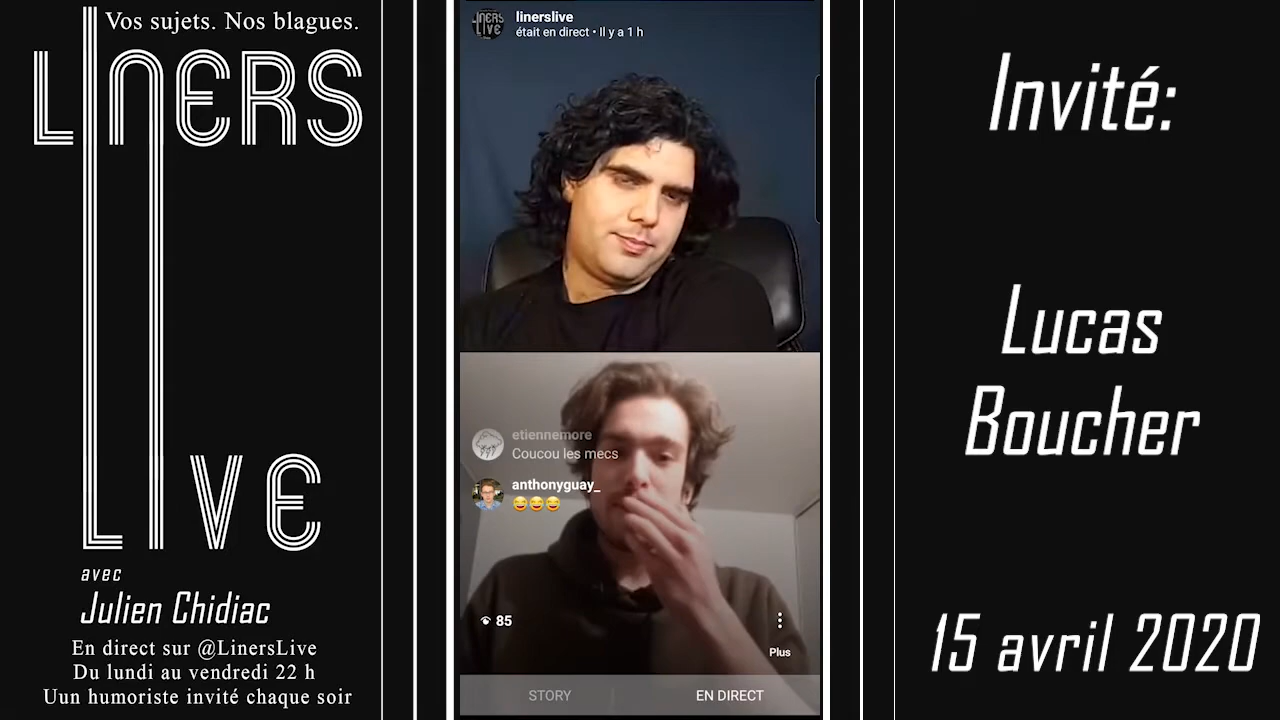 Vos sujets. Nos blagues.
LINERS
LIVE
avec
Julien Chidiac
En direct sur @LinersLive
Du lundi au vendredi 22 h
Uun humoriste invité chaque soir
LINERS
LIVE
linerslive
était en direct • Il y a 1 h
etiennemore
Coucou les mecs
anthonyguay_
😂😂😂
85
Plus
STORY
EN DIRECT
Invité:
Lucas
Boucher
15 avril 2020